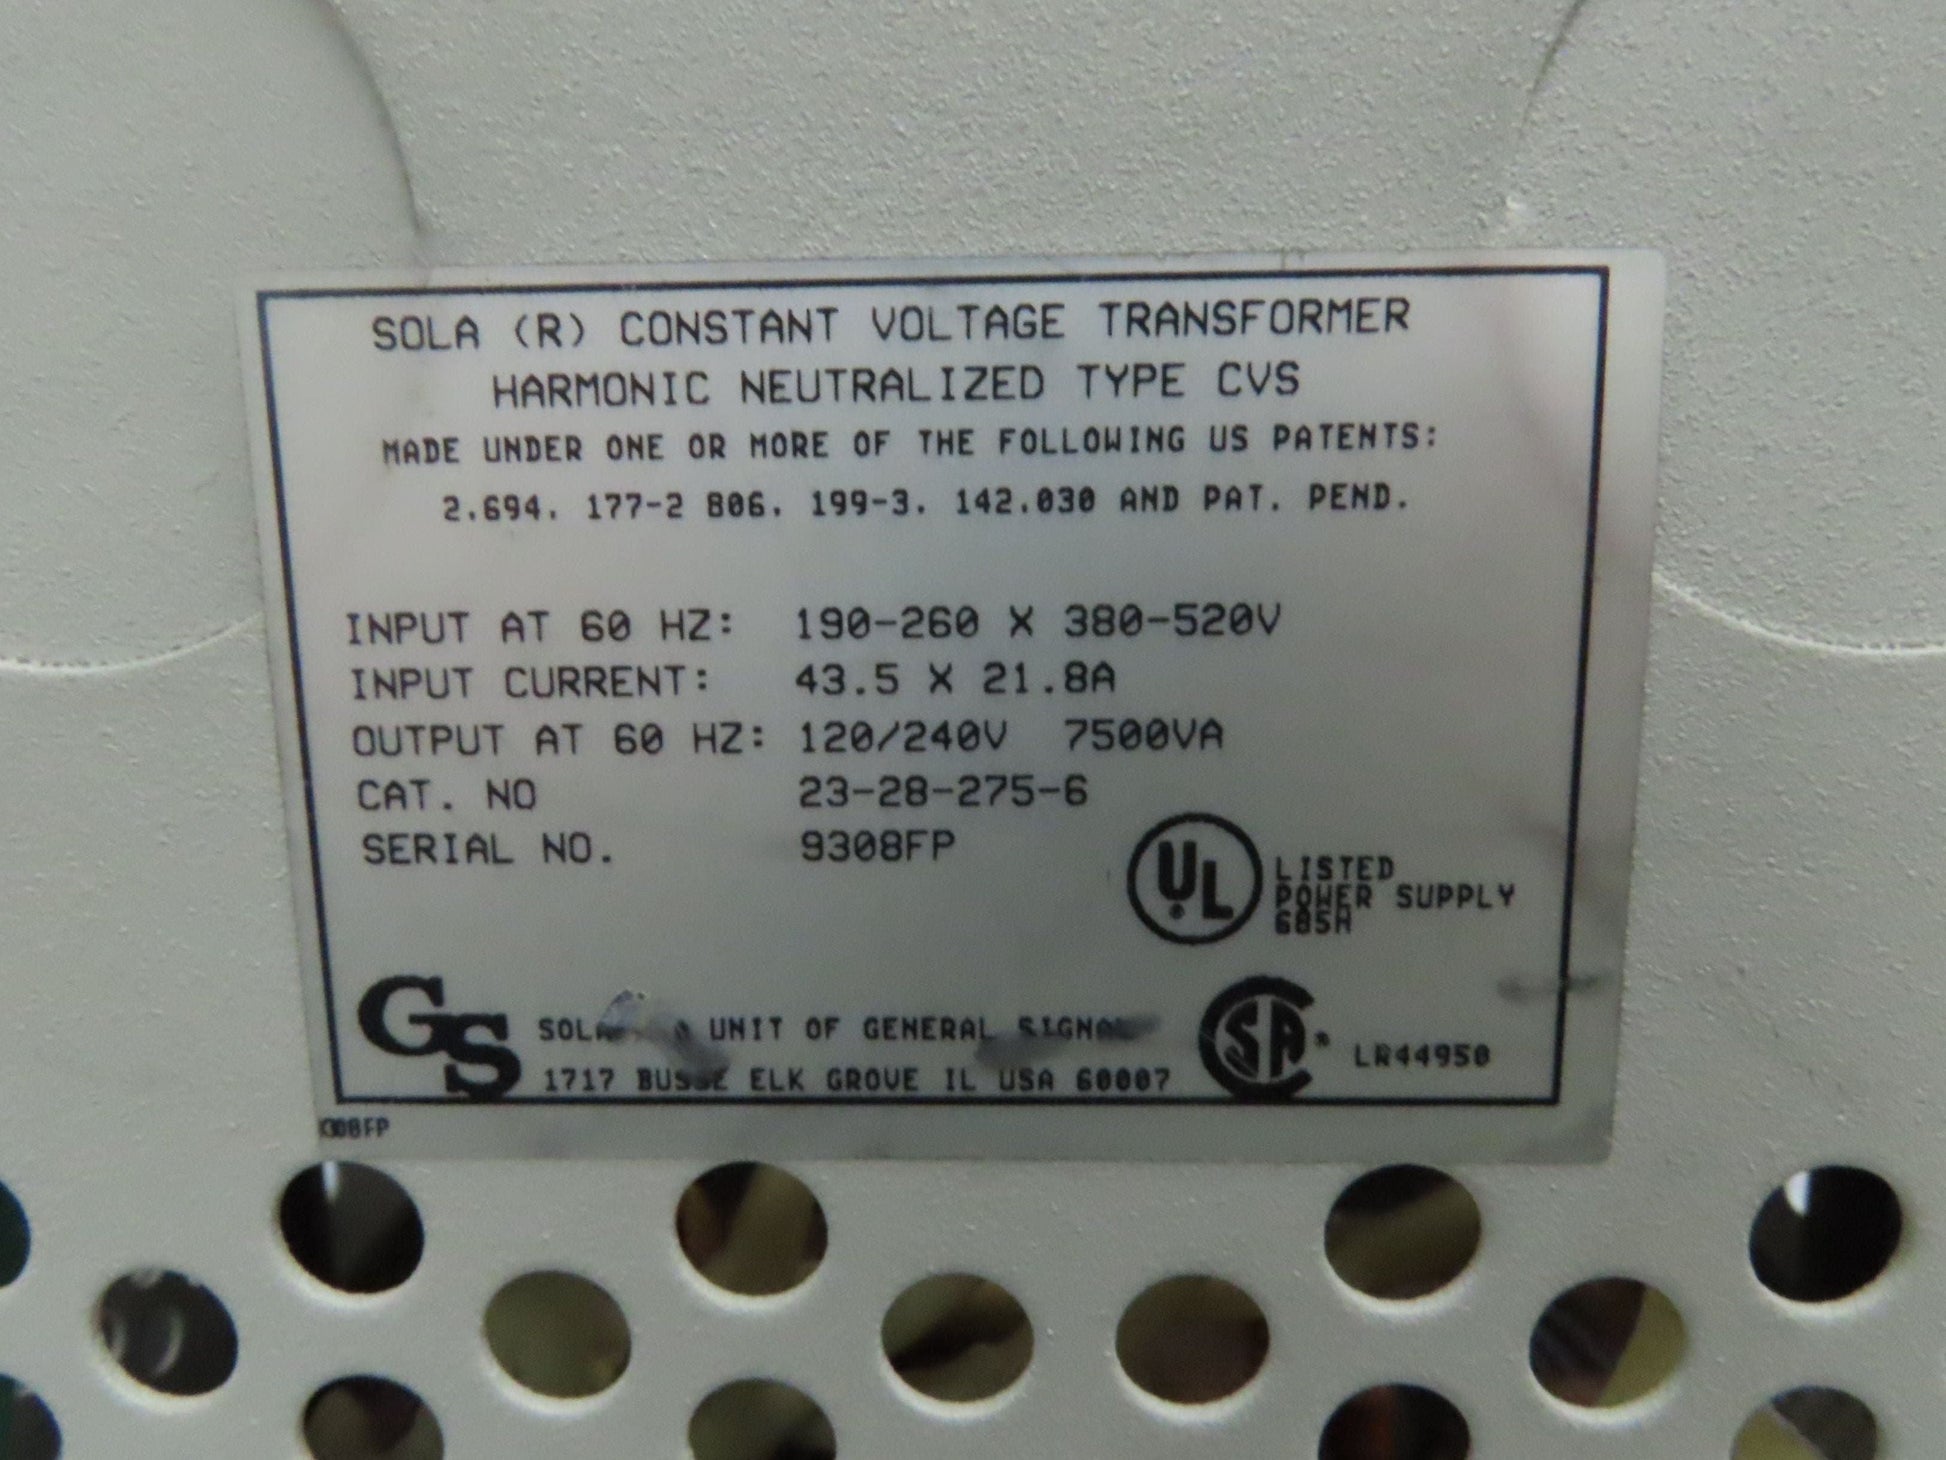 SOLA (R) CONSTANT VOLTAGE TRANSFORMER
HARMONIC NEUTRALIZED TYPE CVS
MADE UNDER ONE OR MORE OF THE FOLLOWING US PATENTS:
2.694. 177-2 806. 199-3. 142.030 AND PAT. PEND.
INPUT AT 60 HZ: 190-260 X 380-520V
INPUT CURRENT: 43.5 X 21.8A
OUTPUT AT 60 HZ: 120/240V 7500VA
CAT. NO 23-28-275-6
SERIAL NO. 9308FP
UL LISTED
POWER SUPPLY
685H
GS SOLA A UNIT OF GENERAL SIGNAL
1717 BUSSE ELK GROVE IL USA 60007
SA ® LR44950